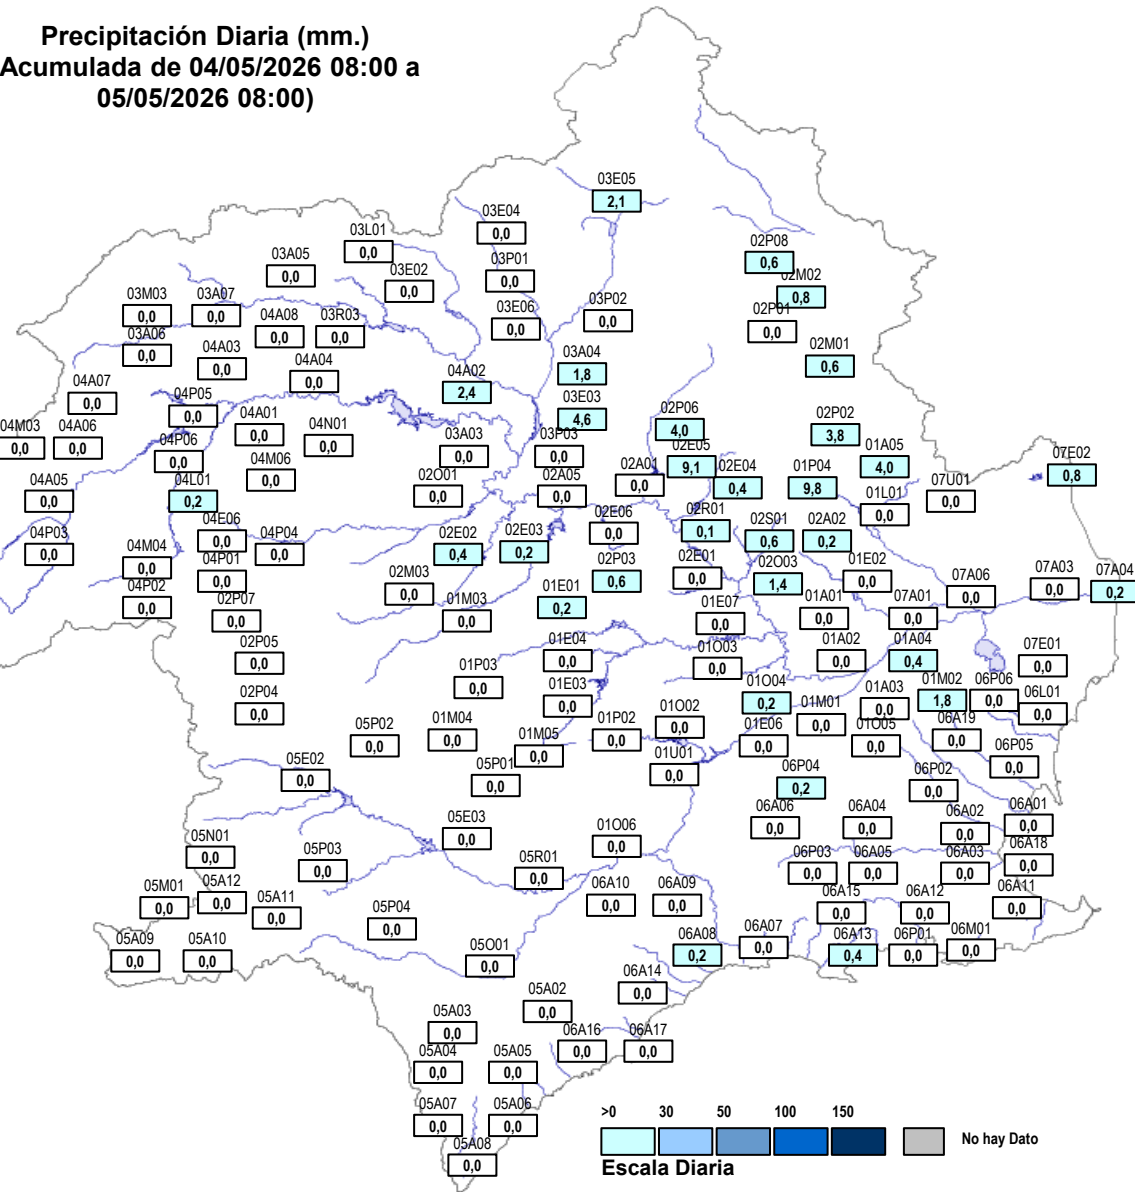 Precipitación Diaria (mm.)
Acumulada de 04/05/2026 08:00 a
05/05/2026 08:00)
03E05
2,1
03E04
0,0
03L01
0,0
03A05
0,0
03E02
0,0
03P01
0,0
02P08
0,6
02M02
0,8
03M03
0,0
03A07
0,0
04A08
0,0
03R03
0,0
03E06
0,0
03P02
0,0
02P01
0,0
03A06
0,0
04A03
0,0
04A04
0,0
03A04
1,8
02M01
0,6
04A07
0,0
04P05
0,0
04A02
2,4
03E03
4,6
04M03
0,0
04A06
0,0
04A01
0,0
04N01
0,0
03A03
0,0
03P03
0,0
02P06
4,0
02P02
3,8
04P06
0,0
04M06
0,0
02A01
0,0
02E05
9,1
02E04
0,4
01P04
9,8
01A05
4,0
07U01
0,0
07E02
0,8
04A05
0,0
04L01
0,2
02O01
0,0
02A05
0,0
01L01
0,0
04P03
0,0
04E06
0,0
04P04
0,0
02E02
0,4
02E03
0,2
02E06
0,0
02R01
0,1
02S01
0,6
02A02
0,2
04M04
0,0
04P01
0,0
02M03
0,0
02P03
0,6
02E01
0,0
02O03
1,4
01E02
0,0
07A06
0,0
07A03
0,0
07A04
0,2
04P02
0,0
02P07
0,0
01M03
0,0
01E01
0,2
01E07
0,0
01A01
0,0
07A01
0,0
02P05
0,0
01E04
0,0
01O03
0,0
01A02
0,0
01A04
0,4
07E01
0,0
02P04
0,0
01P03
0,0
01E03
0,0
01O04
0,2
01A03
0,0
01M02
1,8
06P06
0,0
06L01
0,0
05P02
0,0
01M04
0,0
01M05
0,0
01P02
0,0
01O02
0,0
01E06
0,0
01M01
0,0
01O05
0,0
06A19
0,0
06P05
0,0
05E02
0,0
05P01
0,0
01U01
0,0
06P04
0,2
06P02
0,0
05E03
0,0
01O06
0,0
06A06
0,0
06A04
0,0
06A02
0,0
06A01
0,0
05N01
0,0
05P03
0,0
05R01
0,0
06P03
0,0
06A05
0,0
06A03
0,0
06A18
0,0
05M01
0,0
05A12
0,0
05A11
0,0
05P04
0,0
06A10
0,0
06A09
0,0
06A15
0,0
06A12
0,0
06A11
0,0
05A09
0,0
05A10
0,0
05O01
0,0
06A08
0,2
06A07
0,0
06A13
0,4
06P01
0,0
06M01
0,0
06A14
0,0
05A02
0,0
05A03
0,0
06A16
0,0
06A17
0,0
05A04
0,0
05A05
0,0
05A07
0,0
05A06
0,0
05A08
0,0
>0 30 50 100 150
No hay Dato
Escala Diaria